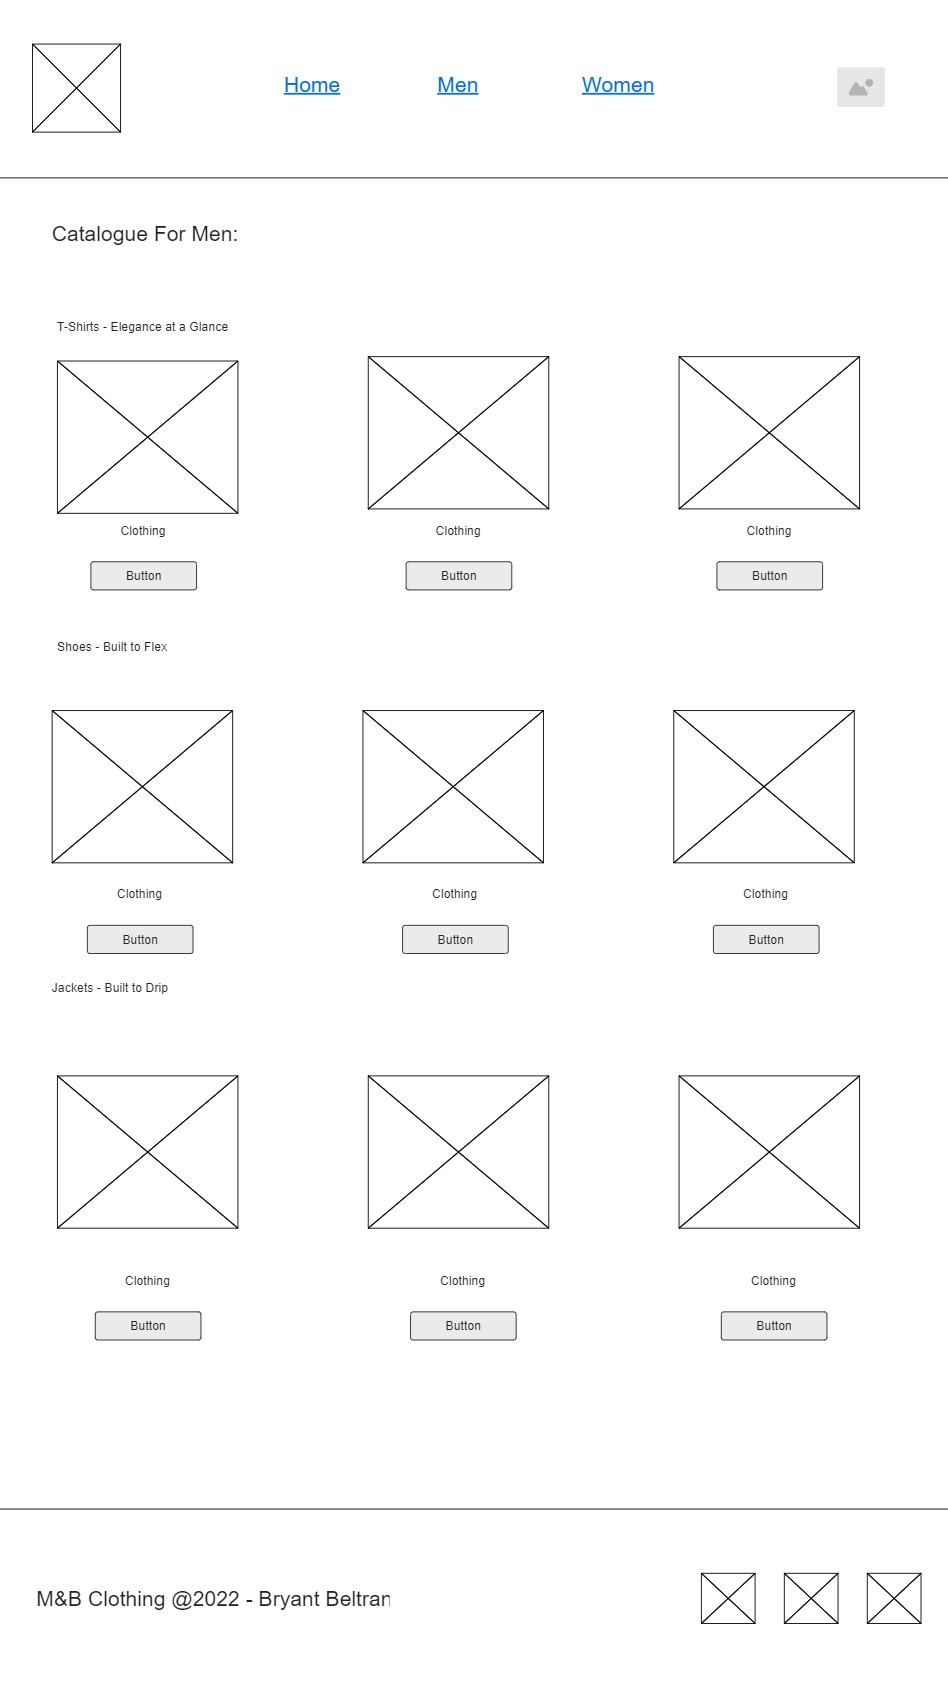 Home Men Women
Catalogue For Men:
T-Shirts - Elegance at a Glance
Clothing Clothing Clothing
Button Button Button
Shoes - Built to Flex
Clothing Clothing Clothing
Button Button Button
Jackets - Built to Drip
Clothing Clothing Clothing
Button Button Button
M&B Clothing @2022 - Bryant Beltran